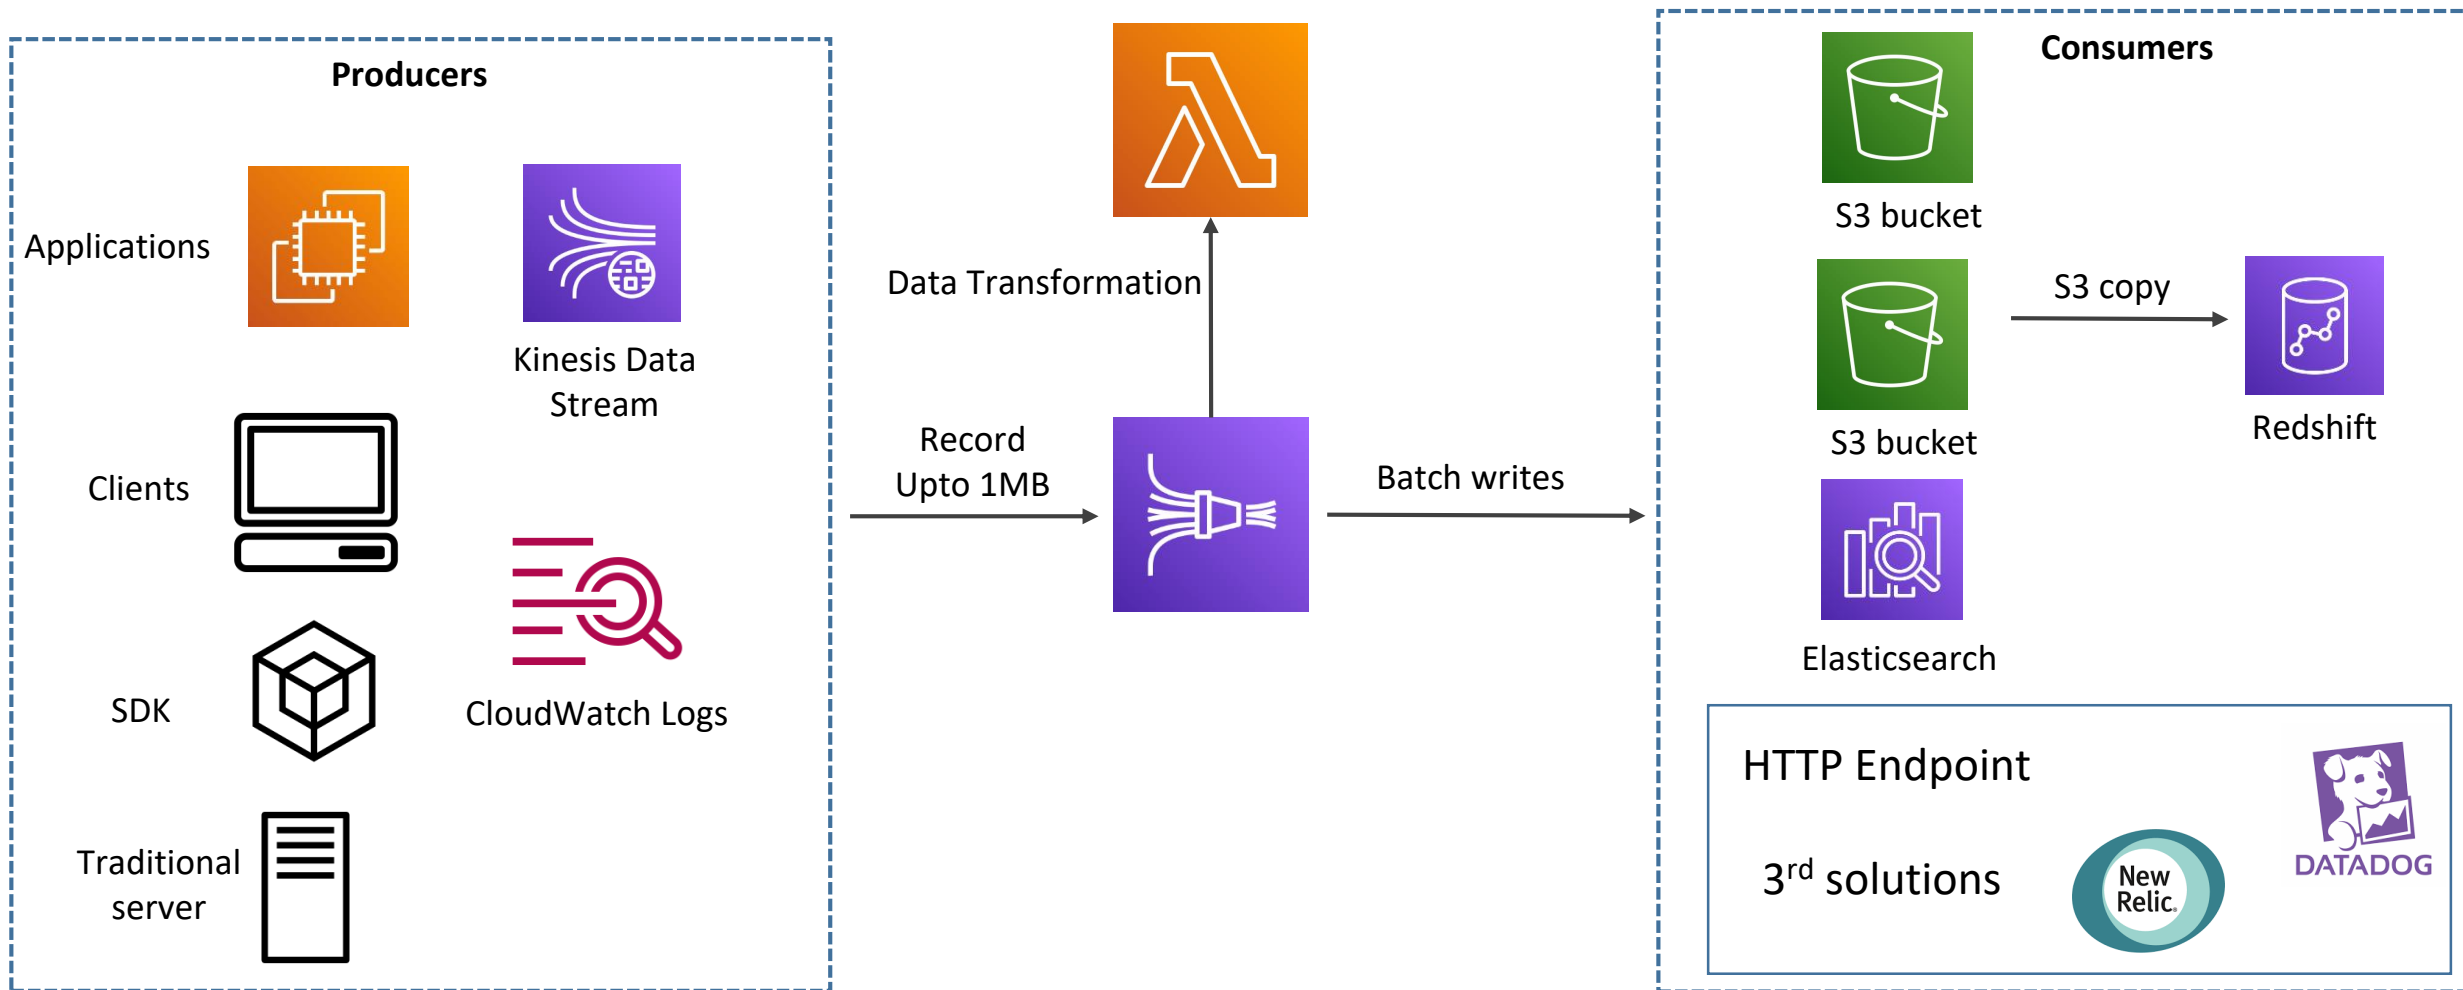 Producers
Applications
Kinesis Data
Stream
Clients
SDK
CloudWatch Logs
Traditional
server
Data Transformation
Record
Upto 1MB
Batch writes
Consumers
S3 bucket
S3 copy
S3 bucket
Redshift
Elasticsearch
HTTP Endpoint
3rd solutions
New
Relic.
DATADOG